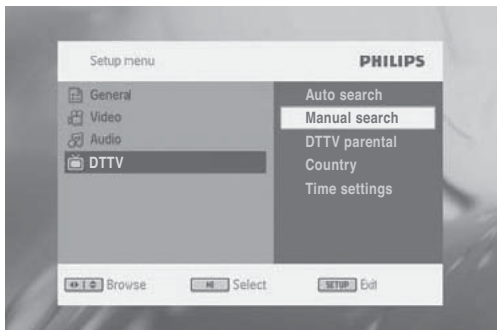 Setup menu
PHILIPS
General
Video
Audio
DTTV
Auto search
Manual search
DTTV parental
Country
Time settings
Browse
Select
SETUP Exit